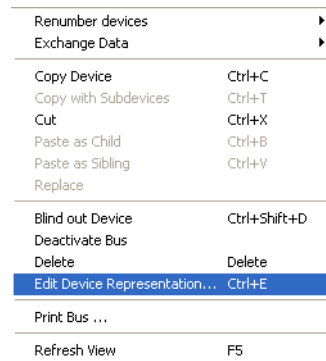 Renumber devices
Exchange Data
Copy Device Ctrl+C
Copy with Subdevices Ctrl+T
Cut Ctrl+X
Paste as Child Ctrl+B
Paste as Sibling Ctrl+V
Replace
Blind out Device Ctrl+Shift+D
Deactivate Bus
Delete Delete
Edit Device Representation... Ctrl+E
Print Bus ...
Refresh View F5